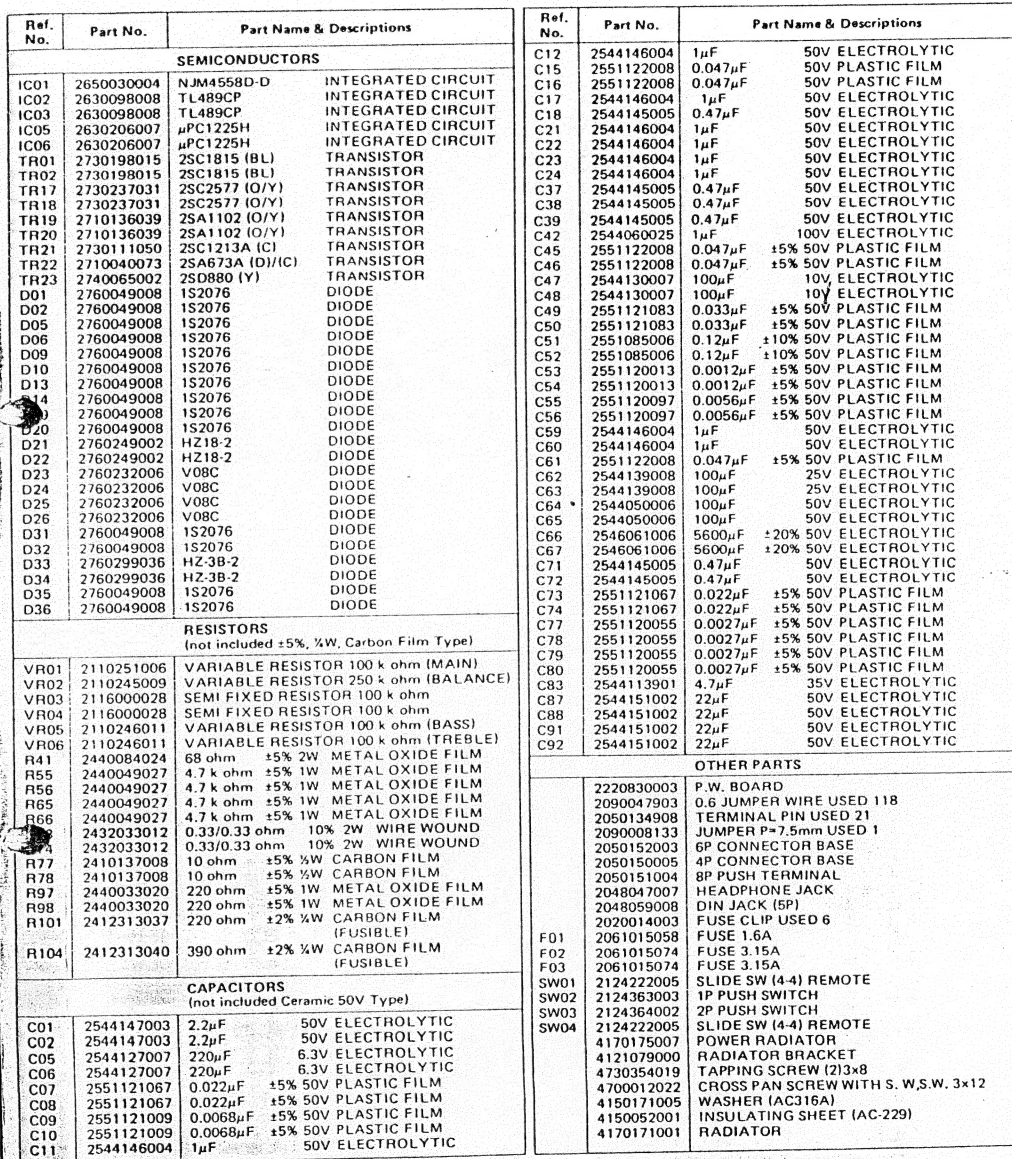 Ref. No. Part No. Part Name & Descriptions
SEMICONDUCTORS
IC01 2650030004 NJM4558D-D INTEGRATED CIRCUIT
IC02 2630098008 TL489CP INTEGRATED CIRCUIT
IC03 2630098008 TL489CP INTEGRATED CIRCUIT
IC05 2630206007 μPC1225H INTEGRATED CIRCUIT
IC06 2630206007 μPC1225H INTEGRATED CIRCUIT
TR01 2730198015 2SC1815 (BL) TRANSISTOR
TR02 2730198015 2SC1815 (BL) TRANSISTOR
TR17 2730237031 2SC2577 (O/Y) TRANSISTOR
TR18 2730237031 2SC2577 (O/Y) TRANSISTOR
TR19 2710136039 2SA1102 (O/Y) TRANSISTOR
TR20 2710136039 2SA1102 (O/Y) TRANSISTOR
TR21 2730111050 2SC1213A (C) TRANSISTOR
TR22 2710040073 2SA673A (D)/(C) TRANSISTOR
TR23 2740065002 2SD880 (Y) TRANSISTOR
D01 2760049008 1S2076 DIODE
D02 2760049008 1S2076 DIODE
D05 2760049008 1S2076 DIODE
D06 2760049008 1S2076 DIODE
D09 2760049008 1S2076 DIODE
D10 2760049008 1S2076 DIODE
D13 2760049008 1S2076 DIODE
D14 2760049008 1S2076 DIODE
2760049008 1S2076 DIODE
D20 2760049008 1S2076 DIODE
D21 2760249002 HZ18-2 DIODE
D22 2760249002 HZ18-2 DIODE
D23 2760232006 V08C DIODE
D24 2760232006 V08C DIODE
D25 2760232006 V08C DIODE
D26 2760232006 V08C DIODE
D31 2760049008 1S2076 DIODE
D32 2760049008 1S2076 DIODE
D33 2760299036 HZ-3B-2 DIODE
D34 2760299036 HZ-3B-2 DIODE
D35 2760049008 1S2076 DIODE
D36 2760049008 1S2076 DIODE
RESISTORS
(not included ±5%, ¼W, Carbon Film Type)
VR01 2110251006 VARIABLE RESISTOR 100 k ohm (MAIN)
VR02 2110245009 VARIABLE RESISTOR 250 k ohm (BALANCE)
VR03 2116000028 SEMI FIXED RESISTOR 100 k ohm
VR04 2116000028 SEMI FIXED RESISTOR 100 k ohm
VR05 2110246011 VARIABLE RESISTOR 100 k ohm (BASS)
VR06 2110246011 VARIABLE RESISTOR 100 k ohm (TREBLE)
R41 2440084024 68 ohm ±5% 2W METAL OXIDE FILM
R55 2440049027 4.7 k ohm ±5% 1W METAL OXIDE FILM
R56 2440049027 4.7 k ohm ±5% 1W METAL OXIDE FILM
R65 2440049027 4.7 k ohm ±5% 1W METAL OXIDE FILM
R66 2440049027 4.7 k ohm ±5% 1W METAL OXIDE FILM
2432033012 0.33/0.33 ohm 10% 2W WIRE WOUND
2432033012 0.33/0.33 ohm 10% 2W WIRE WOUND
R77 2410137008 10 ohm ±5% ½W CARBON FILM
R78 2410137008 10 ohm ±5% ½W CARBON FILM
R97 2440033020 220 ohm ±5% 1W METAL OXIDE FILM
R98 2440033020 220 ohm ±5% 1W METAL OXIDE FILM
R101 2412313037 220 ohm ±2% ¼W CARBON FILM
(FUSIBLE)
R104 2412313040 390 ohm ±2% ¼W CARBON FILM
(FUSIBLE)
CAPACITORS
(not included Ceramic 50V Type)
C01 2544147003 2.2μF 50V ELECTROLYTIC
C02 2544147003 2.2μF 50V ELECTROLYTIC
C05 2544127007 220μF 6.3V ELECTROLYTIC
C06 2544127007 220μF 6.3V ELECTROLYTIC
C07 2551121067 0.022μF ±5% 50V PLASTIC FILM
C08 2551121067 0.022μF ±5% 50V PLASTIC FILM
C09 2551121009 0.0068μF ±5% 50V PLASTIC FILM
C10 2551121009 0.0068μF ±5% 50V PLASTIC FILM
C11 2544146004 1μF 50V ELECTROLYTIC
Ref. No. Part No. Part Name & Descriptions
C12 2544146004 1μF 50V ELECTROLYTIC
C15 2551122008 0.047μF 50V PLASTIC FILM
C16 2551122008 0.047μF 50V PLASTIC FILM
C17 2544146004 1μF 50V ELECTROLYTIC
C18 2544145005 0.47μF 50V ELECTROLYTIC
C21 2544146004 1μF 50V ELECTROLYTIC
C22 2544146004 1μF 50V ELECTROLYTIC
C23 2544146004 1μF 50V ELECTROLYTIC
C24 2544146004 1μF 50V ELECTROLYTIC
C37 2544145005 0.47μF 50V ELECTROLYTIC
C38 2544145005 0.47μF 50V ELECTROLYTIC
C39 2544145005 0.47μF 50V ELECTROLYTIC
C42 2544060025 1μF 100V ELECTROLYTIC
C45 2551122008 0.047μF ±5% 50V PLASTIC FILM
C46 2551122008 0.047μF ±5% 50V PLASTIC FILM
C47 2544130007 100μF 10V ELECTROLYTIC
C48 2544130007 100μF 10V ELECTROLYTIC
C49 2551121083 0.033μF ±5% 50V PLASTIC FILM
C50 2551121083 0.033μF ±5% 50V PLASTIC FILM
C51 2551085006 0.12μF ±10% 50V PLASTIC FILM
C52 2551085006 0.12μF ±10% 50V PLASTIC FILM
C53 2551120013 0.0012μF ±5% 50V PLASTIC FILM
C54 2551120013 0.0012μF ±5% 50V PLASTIC FILM
C55 2551120097 0.0056μF ±5% 50V PLASTIC FILM
C56 2551120097 0.0056μF ±5% 50V PLASTIC FILM
C59 2544146004 1μF 50V ELECTROLYTIC
C60 2544146004 1μF 50V ELECTROLYTIC
C61 2551122008 0.047μF ±5% 50V PLASTIC FILM
C62 2544139008 100μF 25V ELECTROLYTIC
C63 2544139008 100μF 25V ELECTROLYTIC
C64 2544050006 100μF 50V ELECTROLYTIC
C65 2544050006 100μF 50V ELECTROLYTIC
C66 2546061006 5600μF ±20% 50V ELECTROLYTIC
C67 2546061006 5600μF ±20% 50V ELECTROLYTIC
C71 2544145005 0.47μF 50V ELECTROLYTIC
C72 2544145005 0.47μF 50V ELECTROLYTIC
C73 2551121067 0.022μF ±5% 50V PLASTIC FILM
C74 2551121067 0.022μF ±5% 50V PLASTIC FILM
C77 2551120055 0.0027μF ±5% 50V PLASTIC FILM
C78 2551120055 0.0027μF ±5% 50V PLASTIC FILM
C79 2551120055 0.0027μF ±5% 50V PLASTIC FILM
C80 2551120055 0.0027μF ±5% 50V PLASTIC FILM
C83 2544113901 4.7μF 35V ELECTROLYTIC
C87 2544151002 22μF 50V ELECTROLYTIC
C88 2544151002 22μF 50V ELECTROLYTIC
C91 2544151002 22μF 50V ELECTROLYTIC
C92 2544151002 22μF 50V ELECTROLYTIC
OTHER PARTS
2220830003 P.W. BOARD
2090047903 0.6 JUMPER WIRE USED 118
2050134908 TERMINAL PIN USED 21
2090008133 JUMPER P=7.5mm USED 1
2050152003 6P CONNECTOR BASE
2050150005 4P CONNECTOR BASE
2050151004 8P PUSH TERMINAL
2048047007 HEADPHONE JACK
2048059008 DIN JACK (5P)
2020014003 FUSE CLIP USED 6
F01 2061015058 FUSE 1.6A
F02 2061015074 FUSE 3.15A
F03 2061015074 FUSE 3.15A
SW01 2124222005 SLIDE SW (4-4) REMOTE
SW02 2124363003 1P PUSH SWITCH
SW03 2124364002 2P PUSH SWITCH
SW04 2124222005 SLIDE SW (4-4) REMOTE
4170175007 POWER RADIATOR
4121079000 RADIATOR BRACKET
4730354019 TAPPING SCREW (2)3x8
4700012022 CROSS PAN SCREW WITH S. W,S.W. 3x12
4150171005 WASHER (AC316A)
4150052001 INSULATING SHEET (AC-229)
4170171001 RADIATOR